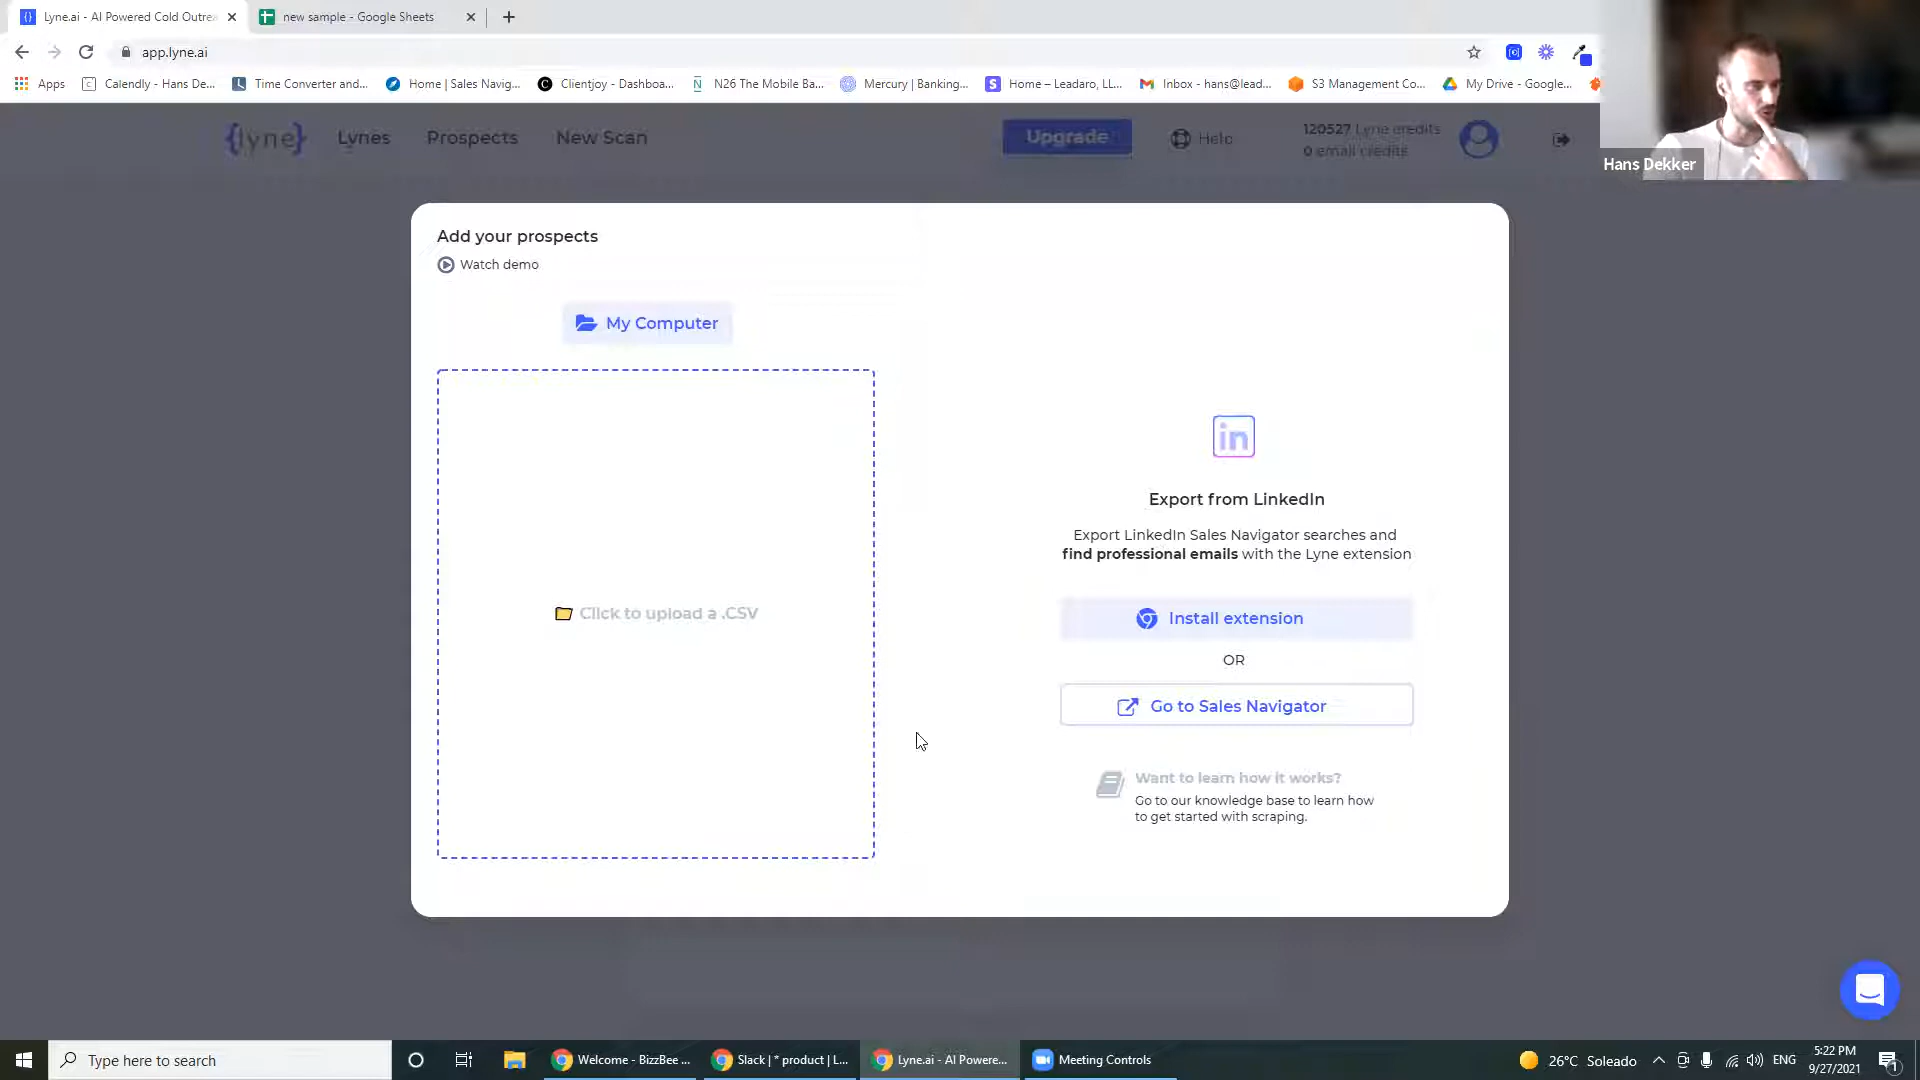 Lyne.ai - AI Powered Cold Outrea
new sample - Google Sheets
app.lyne.ai
Apps
Calendly - Hans De...
Time Converter and...
Home | Sales Navig...
Clientjoy - Dashboa...
N26 The Mobile Ba...
Mercury | Banking...
Home – Leadaro, LL...
Inbox - hans@lead...
S3 Management Co...
My Drive - Google...
{lyne}
Lynes
Prospects
New Scan
Upgrade
Help
120527 Lyne credits
0 email credits
Hans Dekker
Add your prospects
Watch demo
My Computer
Click to upload a .CSV
in
Export from LinkedIn
Export LinkedIn Sales Navigator searches and
find professional emails with the Lyne extension
Install extension
OR
Go to Sales Navigator
Want to learn how it works?
Go to our knowledge base to learn how
to get started with scraping.
Type here to search
Welcome - BizzBee ...
Slack | * product | L...
Lyne.ai - AI Powere...
Meeting Controls
26°C Soleado
ENG
5:22 PM
9/27/2021
1